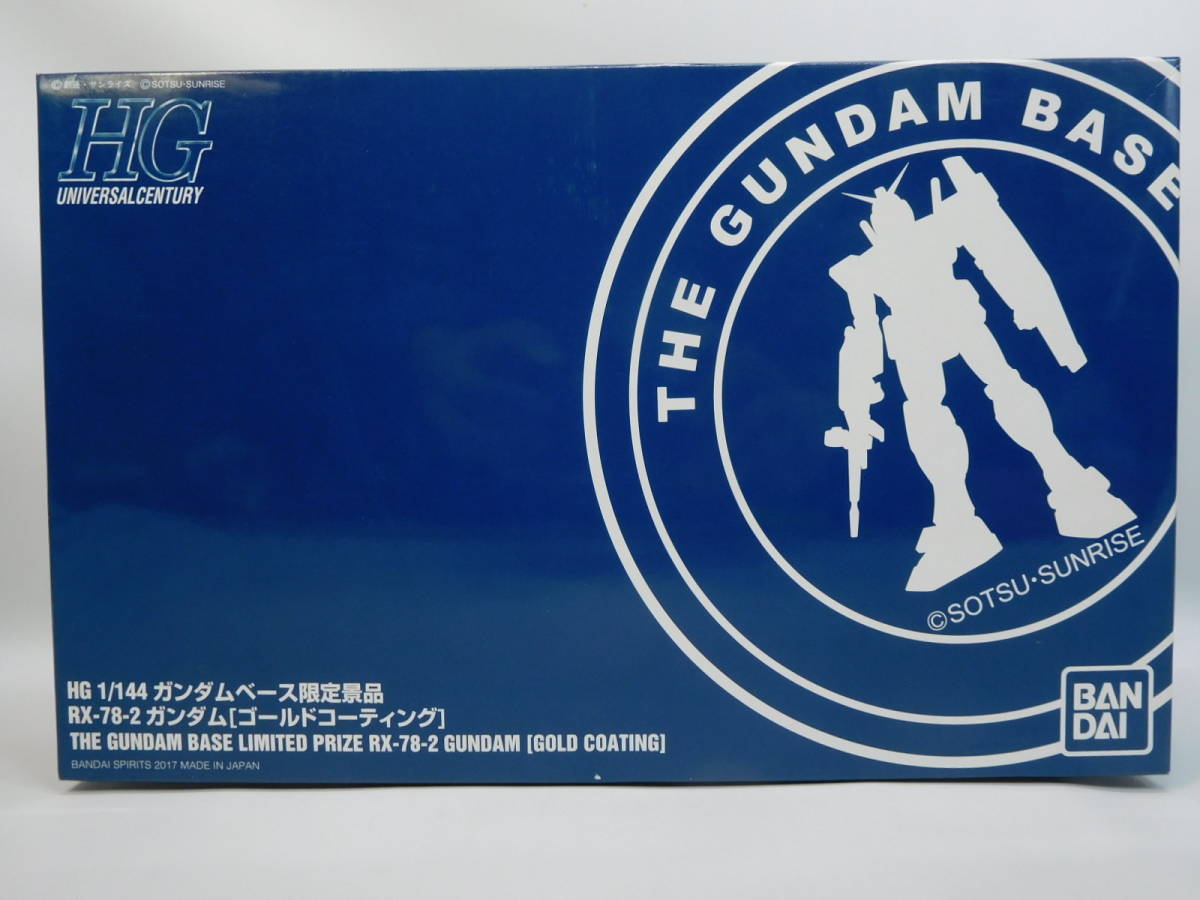 ©創通・サンライズ ©SOTSU・SUNRISE
HG
UNIVERSAL CENTURY
THE GUNDAM BASE
©SOTSU・SUNRISE
HG 1/144 ガンダムベース限定景品
RX-78-2 ガンダム[ゴールドコーティング]
THE GUNDAM BASE LIMITED PRIZE RX-78-2 GUNDAM [GOLD COATING]
BANDAI SPIRITS 2017 MADE IN JAPAN
BAN
DAI